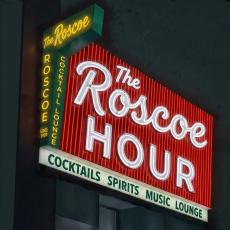 The Roscoe
ROSCOE
COCKTAIL LOUNGE
The
Roscoe
HOUR
COCKTAILS SPIRITS MUSIC LOUNGE